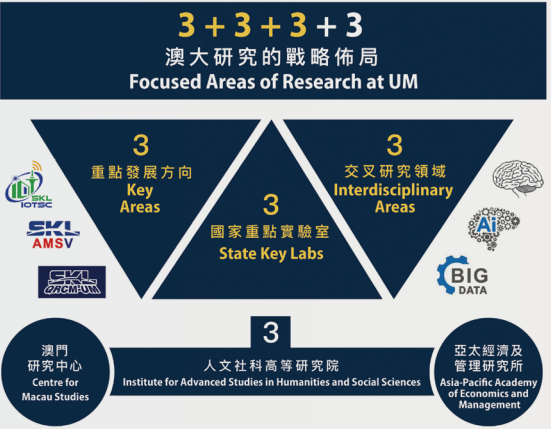 3 + 3 + 3 + 3
澳大研究的戰略佈局
Focused Areas of Research at UM
3
重點發展方向
Key
Areas
3
國家重點實驗室
State Key Labs
3
交叉研究領域
Interdisciplinary
Areas
SKL
IOTSC
SKL
AMSV
SKL
QRCM-UM
Ai
BIG
DATA
澳門
研究中心
Centre for
Macau Studies
3
人文社科高等研究院
Institute for Advanced Studies in Humanities and Social Sciences
亞太經濟及
管理研究所
Asia-Pacific Academy
of Economics and
Management